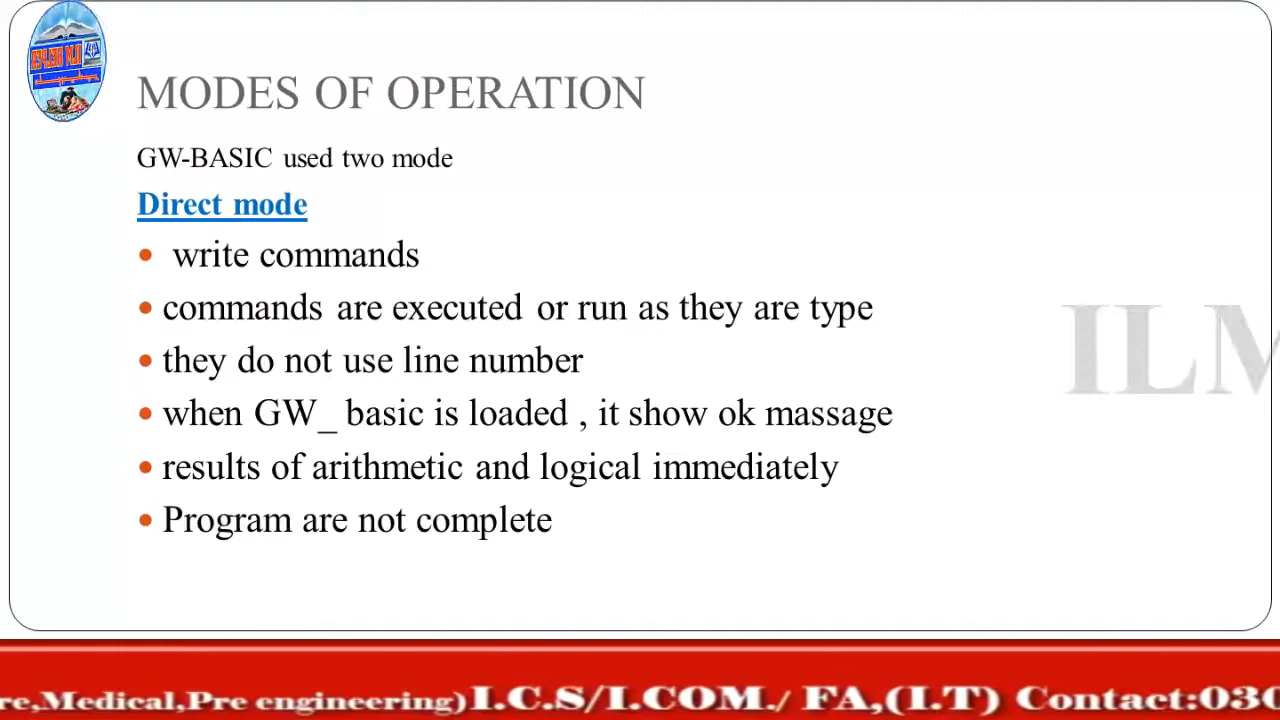 MODES OF OPERATION
GW-BASIC used two mode
Direct mode
• write commands
• commands are executed or run as they are type
• they do not use line number
• when GW_ basic is loaded , it show ok massage
• results of arithmetic and logical immediately
• Program are not complete
ILM
re,Medical,Pre engineering)I.C.S/I.COM./ FA,(I.T) Contact:030